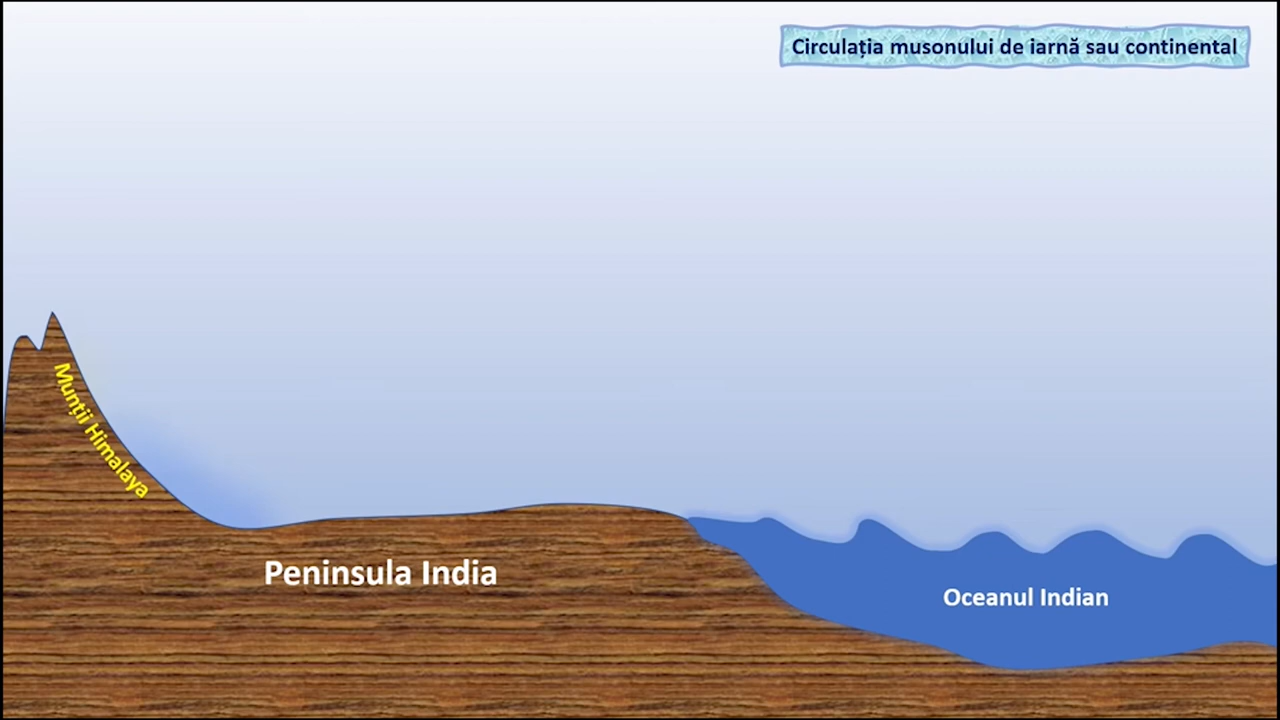 Circulația musonului de iarnă sau continental
Munții Himalaya
Peninsula India
Oceanul Indian